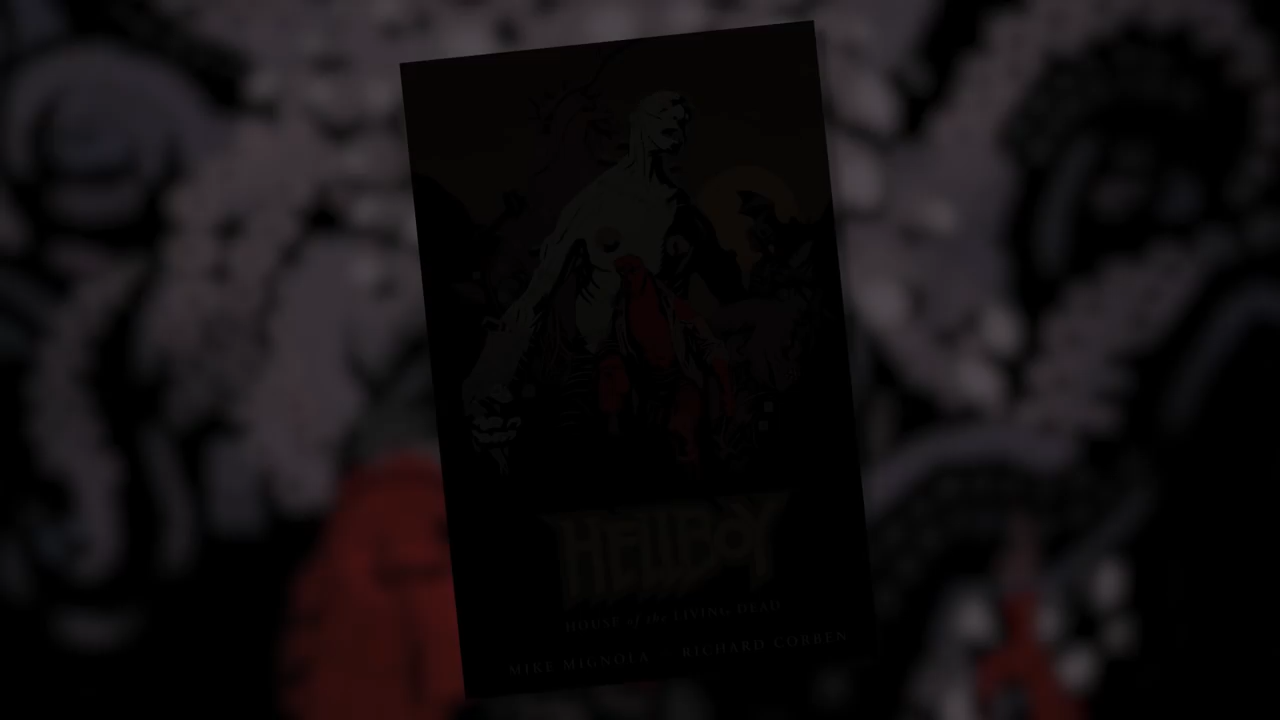 HELLBOY
HOUSE of the LIVING DEAD
MIKE MIGNOLA RICHARD CORBEN